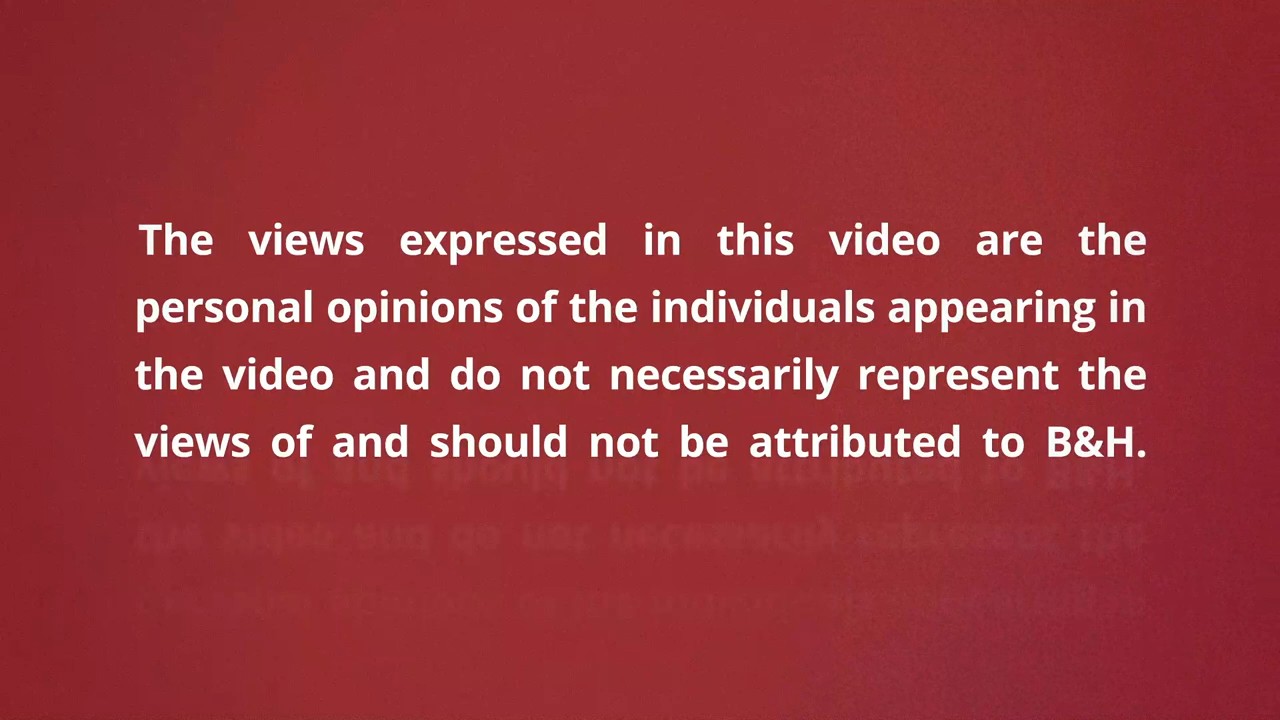 The views expressed in this video are the
personal opinions of the individuals appearing in
the video and do not necessarily represent the
views of and should not be attributed to B&H.